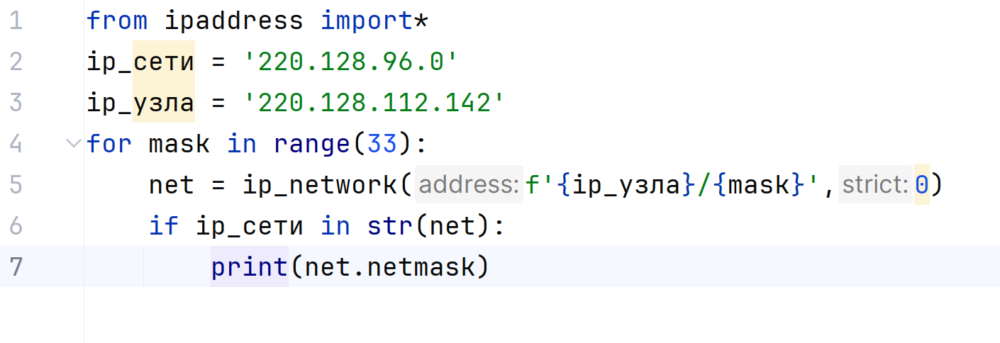 1 from ipaddress import*
2 ip_сети = '220.128.96.0'
3 ip_узла = '220.128.112.142'
4 for mask in range(33):
5 net = ip_network( address: f'{ip_узла}/{mask}', strict: 0)
6 if ip_сети in str(net):
7 print(net.netmask)